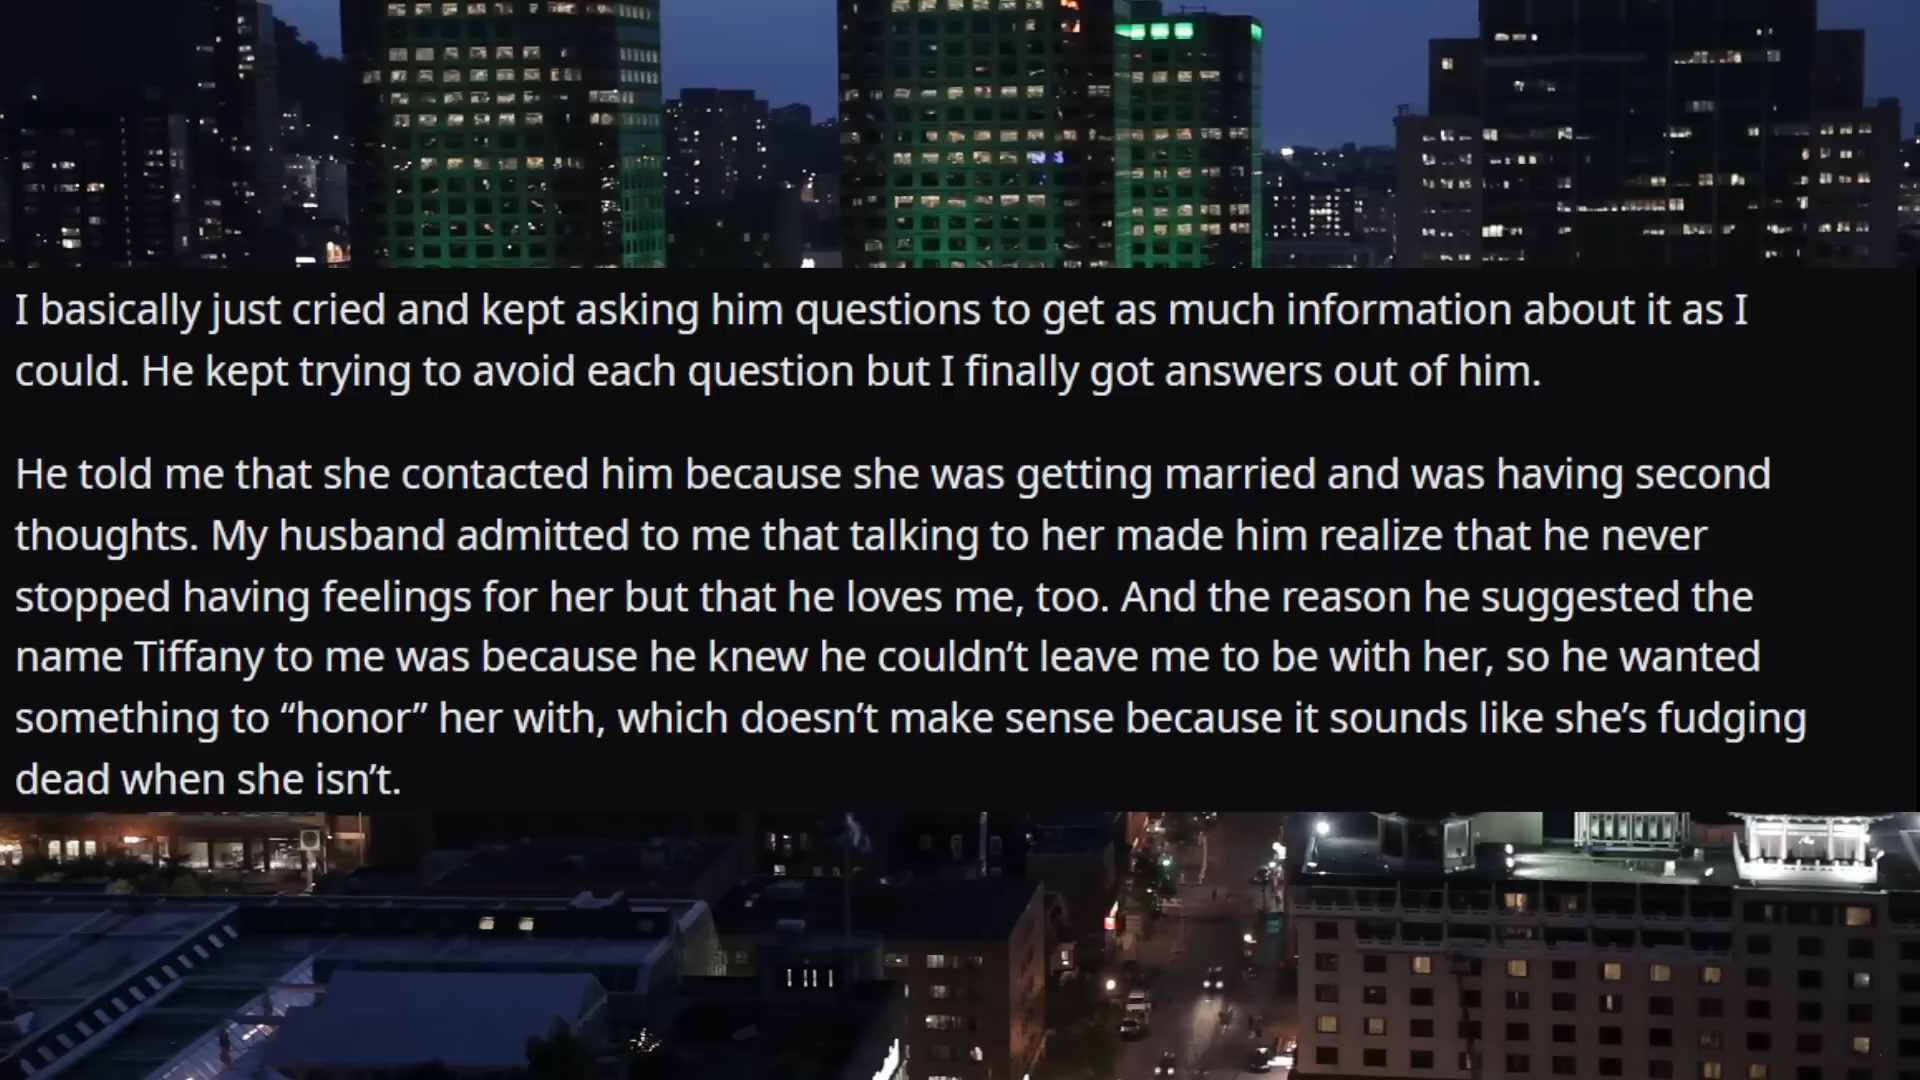 I basically just cried and kept asking him questions to get as much information about it as I
could. He kept trying to avoid each question but I finally got answers out of him.
He told me that she contacted him because she was getting married and was having second
thoughts. My husband admitted to me that talking to her made him realize that he never
stopped having feelings for her but that he loves me, too. And the reason he suggested the
name Tiffany to me was because he knew he couldn’t leave me to be with her, so he wanted
something to “honor” her with, which doesn’t make sense because it sounds like she’s fudging
dead when she isn’t.